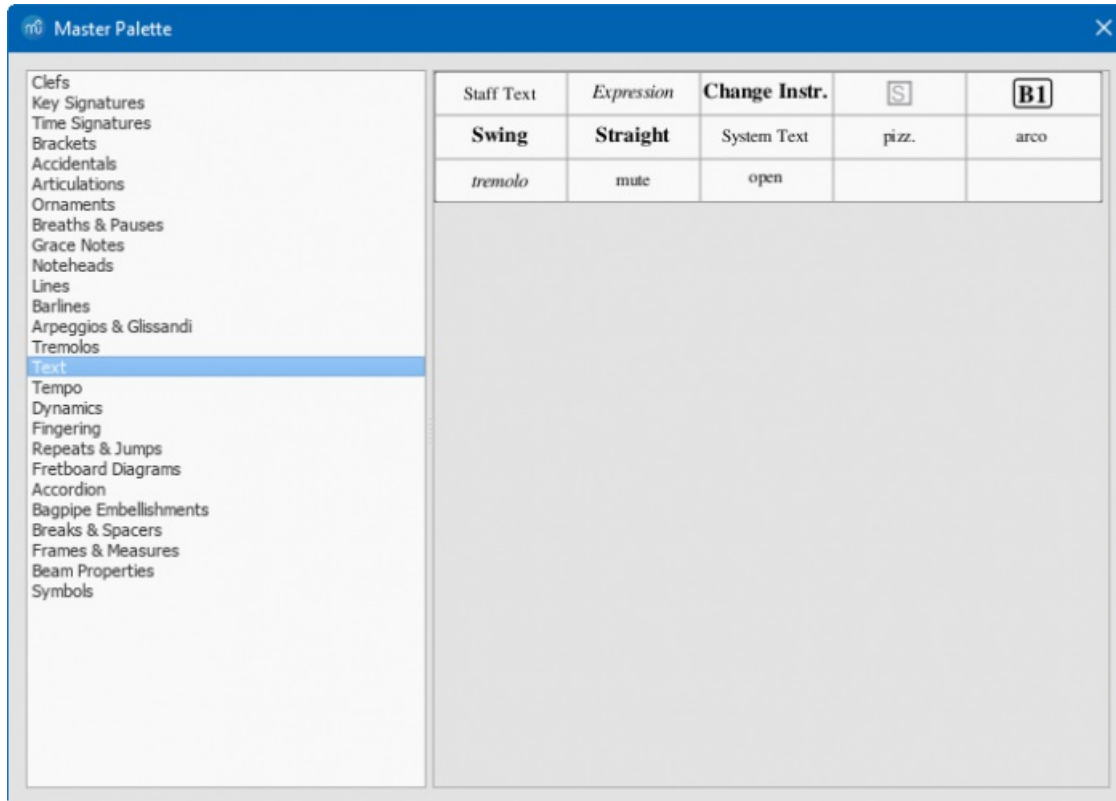 Master Palette
Clefs
Key Signatures
Time Signatures
Brackets
Accidentals
Articulations
Ornaments
Breaths & Pauses
Grace Notes
Noteheads
Lines
Barlines
Arpeggios & Glissandi
Tremolos
Text
Tempo
Dynamics
Fingering
Repeats & Jumps
Fretboard Diagrams
Accordion
Bagpipe Embellishments
Breaks & Spacers
Frames & Measures
Beam Properties
Symbols
Staff Text Expression Change Instr. S B1
Swing Straight System Text pizz. arco
tremolo mute open